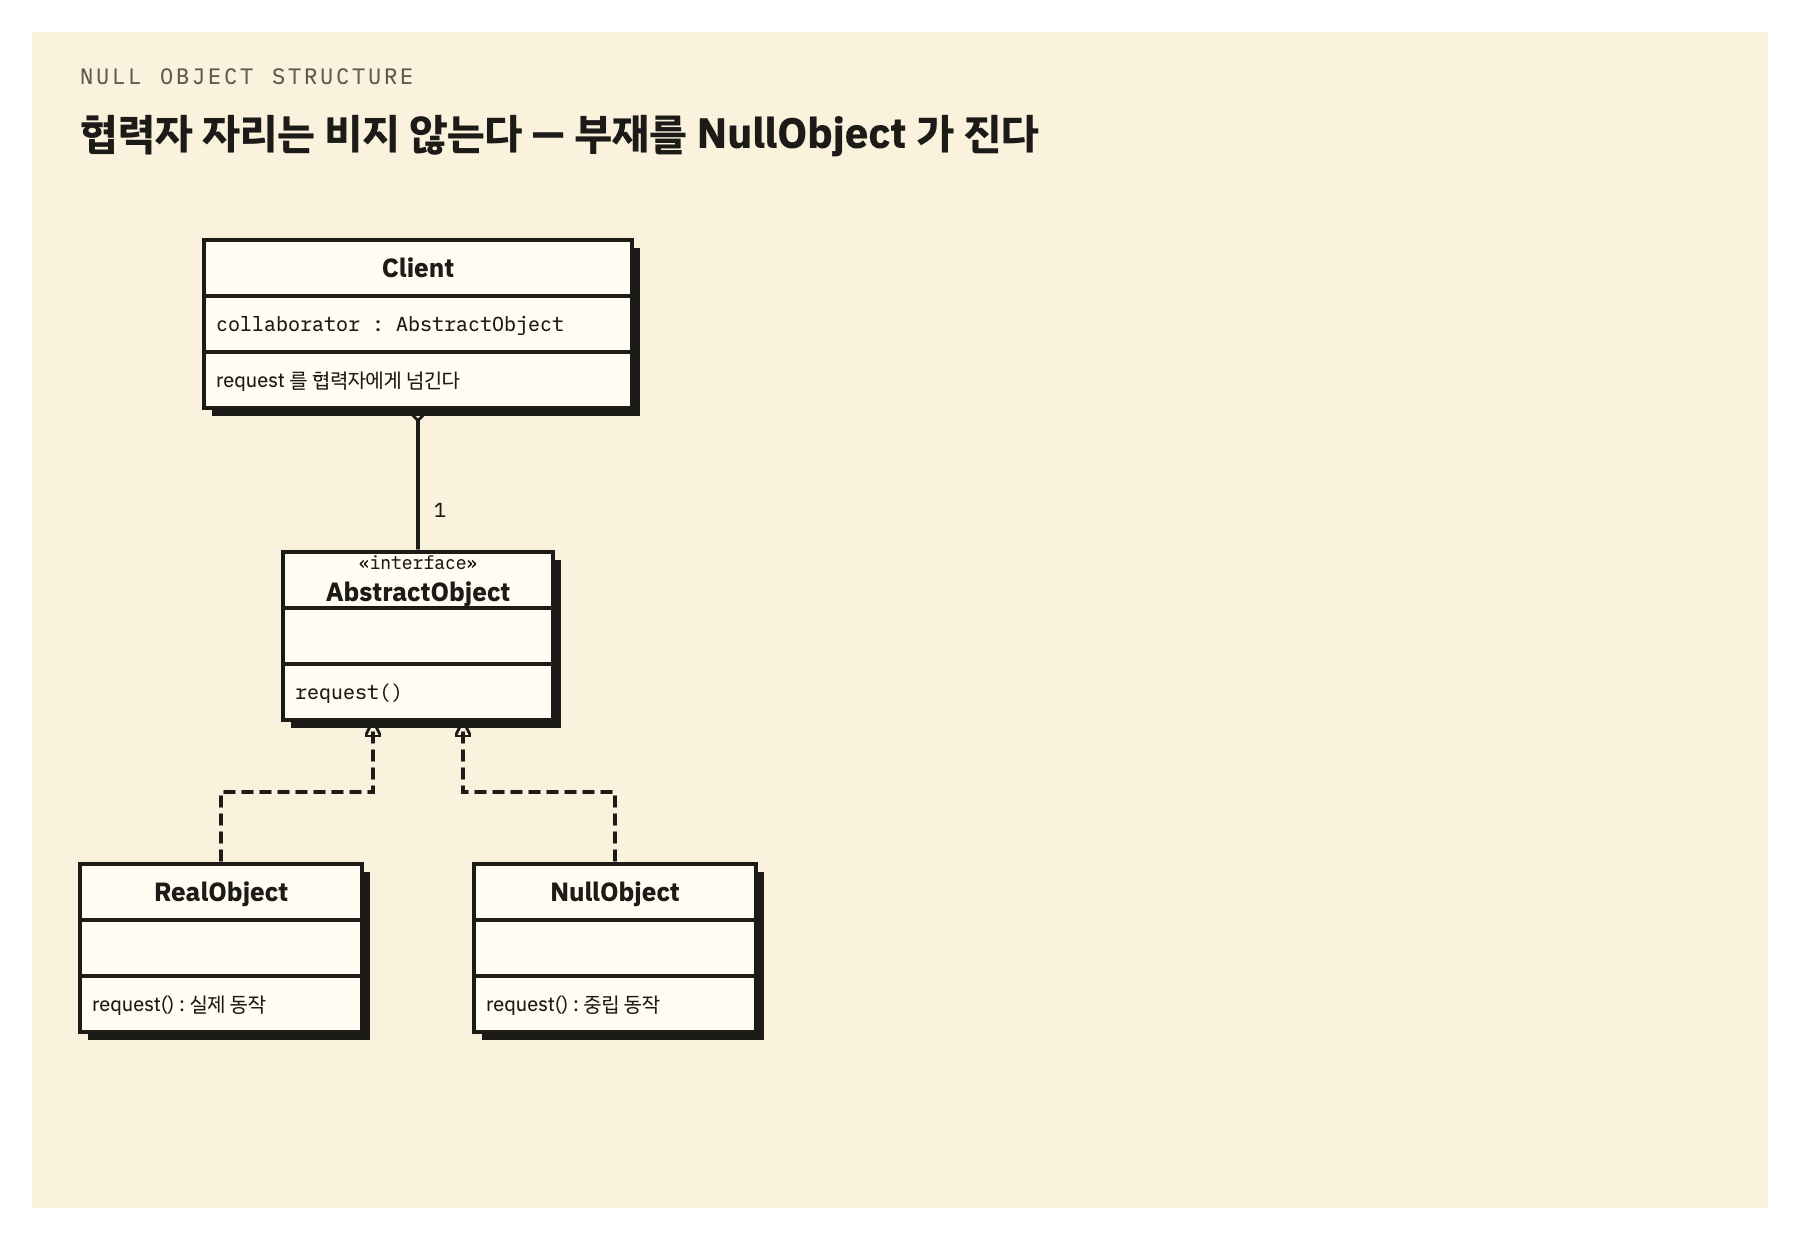 NULL OBJECT STRUCTURE
협력자 자리는 비지 않는다 — 부재를 NullObject 가 진다
Client
collaborator : AbstractObject
request 를 협력자에게 넘긴다
1
«interface»
AbstractObject
request()
RealObject
request() : 실제 동작
NullObject
request() : 중립 동작